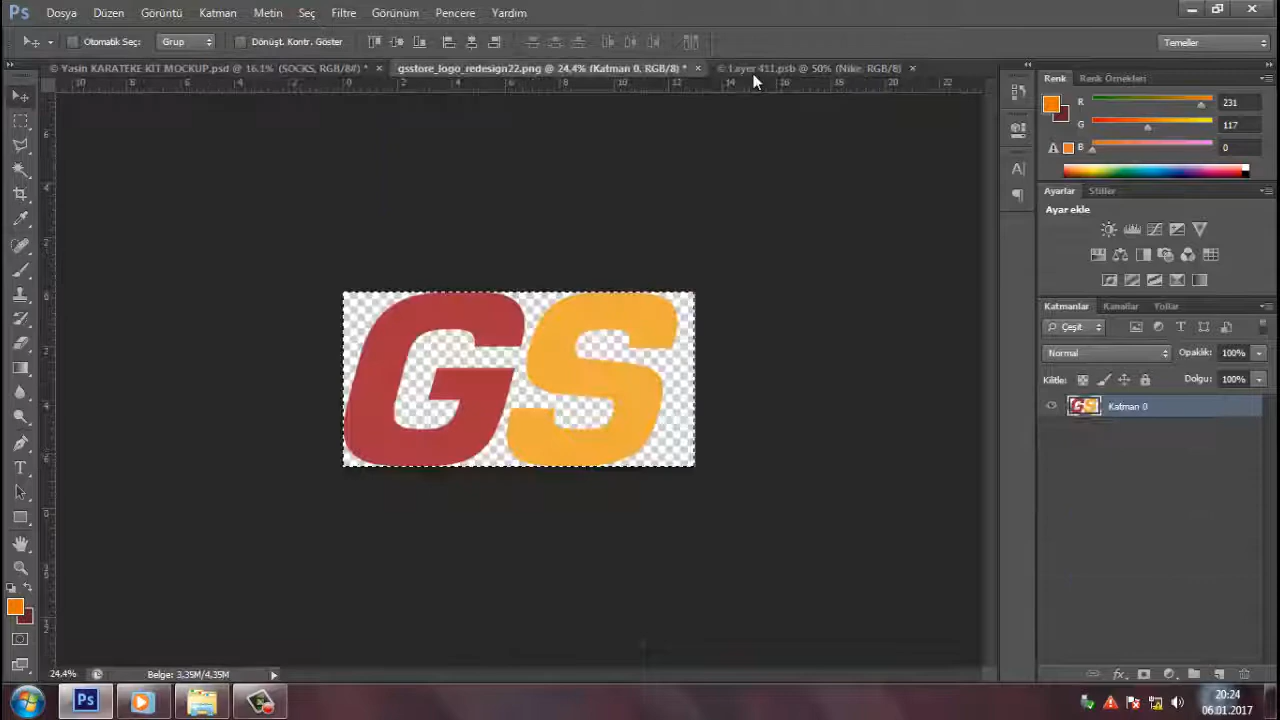 Ps Dosya Düzen Görüntü Katman Metin Seç Filtre Görünüm Pencere Yardım
Otomatik Seç: Grup Dönüşt. Kontr. Göster Temeller
© Yasin KARATEKE KİT MOCKUP.psd @ 16,1% (SOCKS, RGB/8#) * × gsstore_logo_redesign22.png @ 24,4% (Katman 0, RGB/8) * × © Layer 411.psb @ 50% (Nike, RGB/8) ×
Renk Renk Örnekleri
R 231
G 117
B 0
Ayarlar Stiller
Ayar ekle
GS
Katmanlar Kanallar Yollar
Çeşit
Normal Opaklık: 100%
Kilitle: Dolgu: 100%
GS Katman 0
24,4% Belge: 3,35M/4,35M
Ps 20:24
06.01.2017